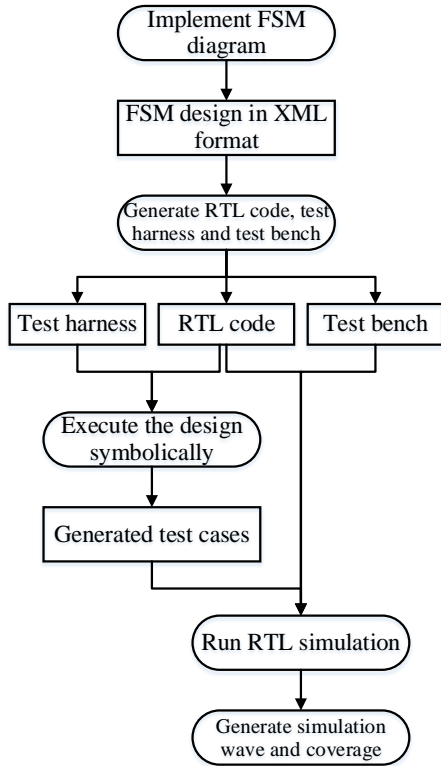 Implement FSM
diagram
FSM design in XML
format
Generate RTL code, test
harness and test bench
Test harness
RTL code
Test bench
Execute the design
symbolically
Generated test cases
Run RTL simulation
Generate simulation
wave and coverage